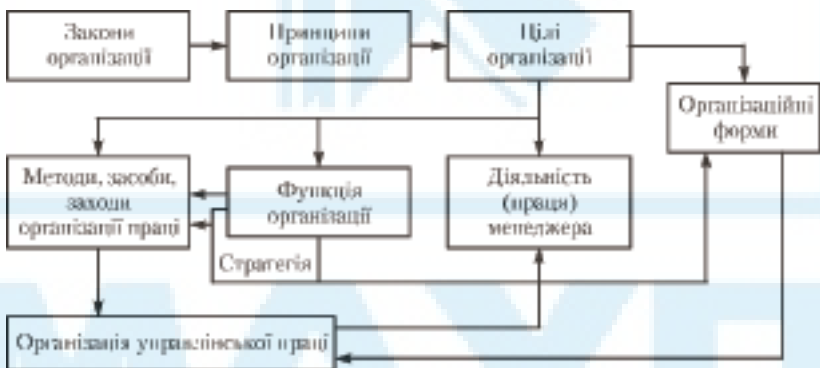 Закони
організації
Принципи
організації
Цілі
організації
Організаційні
форми
Методи, засоби,
заходи
організації праці
Функція
організації
Діяльність
(праця)
менеджера
Стратегія
Організація управлінської праці
МАУП